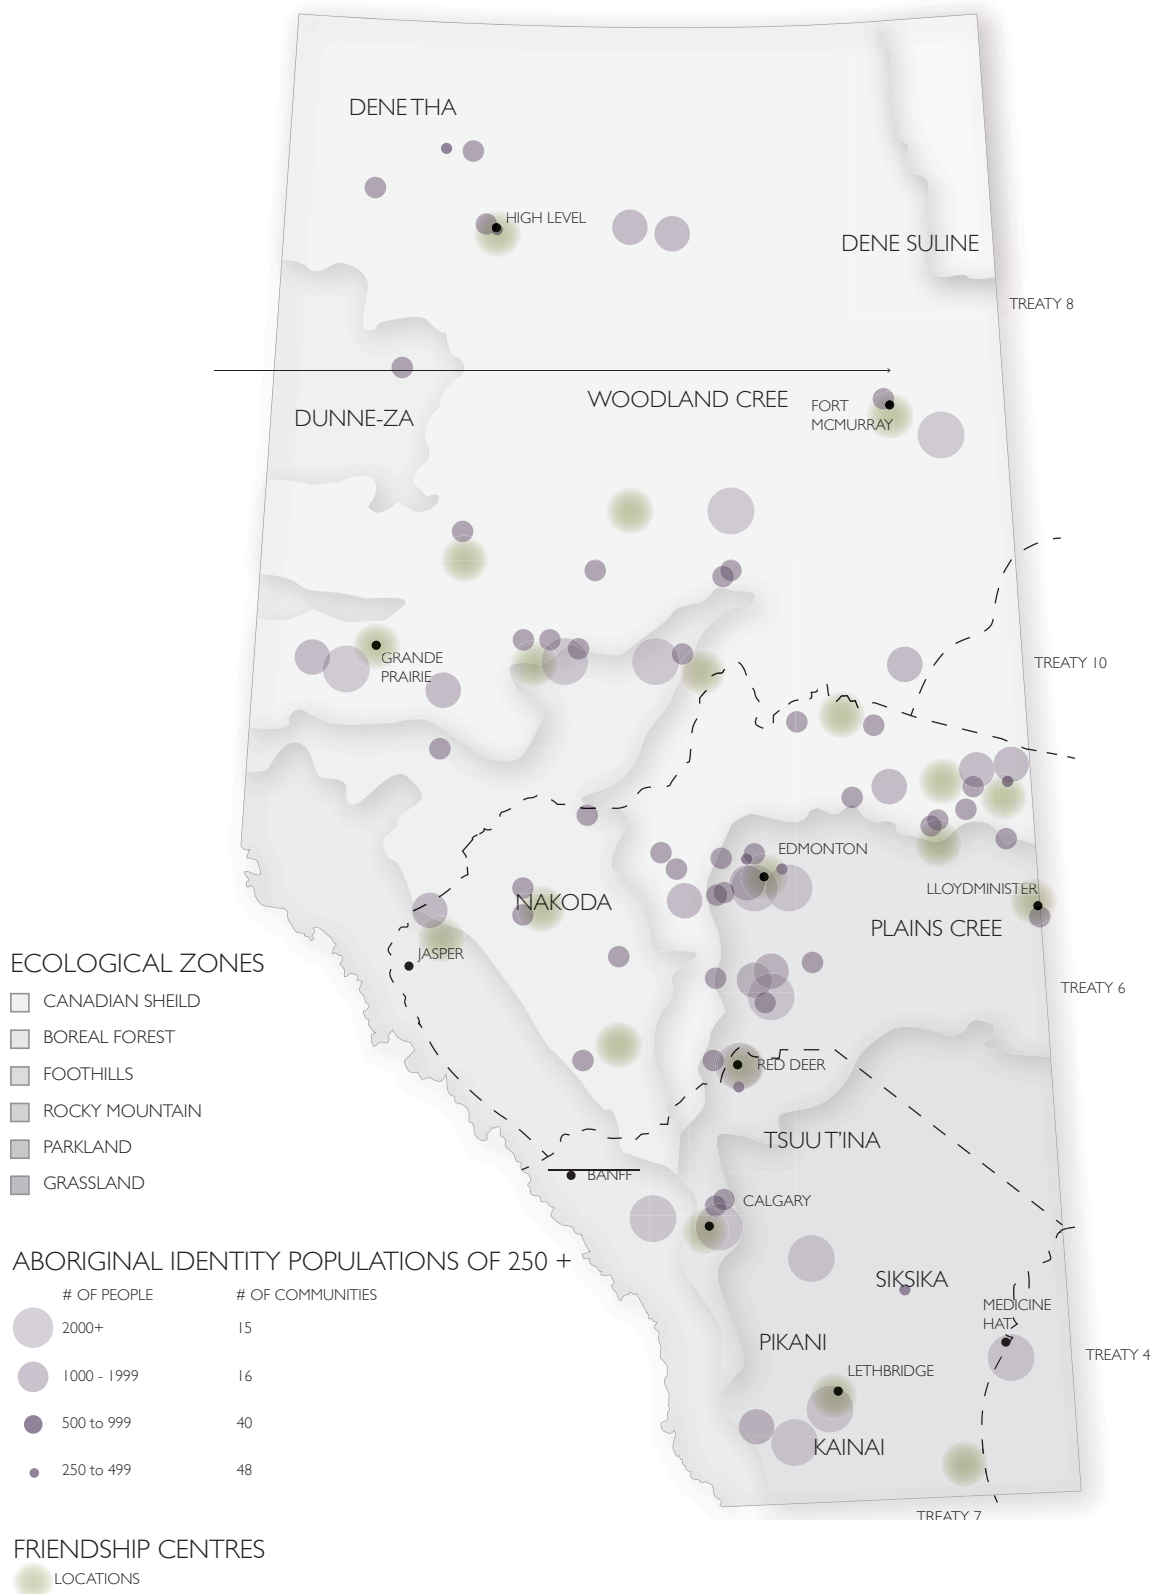 DENE THA
HIGH LEVEL
DENE SULINE
TREATY 8
WOODLAND CREE
FORT
MCMURRAY
DUNNE-ZA
GRANDE
PRAIRIE
TREATY 10
EDMONTON
LLOYDMINISTER
NAKODA
PLAINS CREE
JASPER
TREATY 6
RED DEER
TSUU T'INA
BANFF
CALGARY
SIKSIKA
MEDICINE
HAT
PIKANI
TREATY 4
LETHBRIDGE
KAINAI
TREATY 7
ECOLOGICAL ZONES
CANADIAN SHEILD
BOREAL FOREST
FOOTHILLS
ROCKY MOUNTAIN
PARKLAND
GRASSLAND
ABORIGINAL IDENTITY POPULATIONS OF 250 +
# OF PEOPLE # OF COMMUNITIES
2000+ 15
1000 - 1999 16
500 to 999 40
250 to 499 48
FRIENDSHIP CENTRES
LOCATIONS